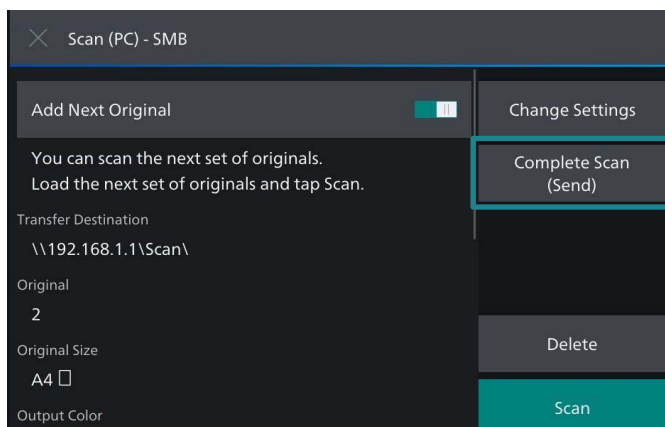 Scan (PC) - SMB
Add Next Original
You can scan the next set of originals.
Load the next set of originals and tap Scan.
Transfer Destination
\\192.168.1.1\Scan\
Original
2
Original Size
A4
Output Color
Change Settings
Complete Scan
(Send)
Delete
Scan